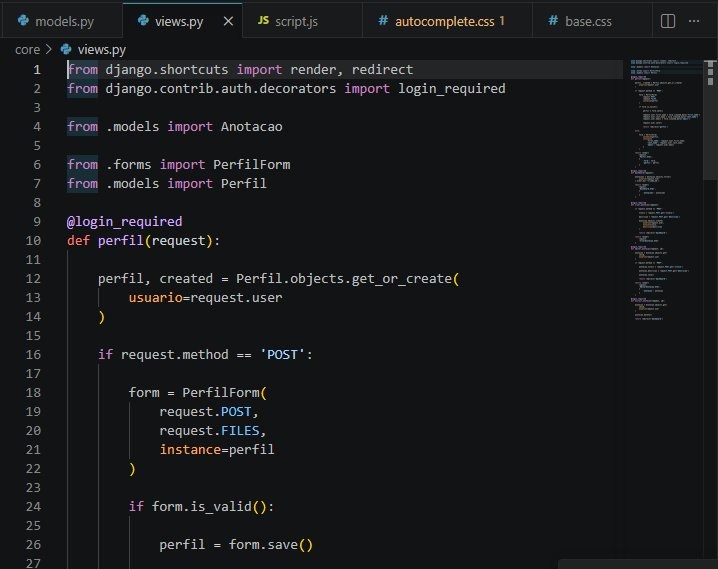 models.py views.py JS script.js # autocomplete.css 1 # base.css
core > views.py
1 from django.shortcuts import render, redirect
2 from django.contrib.auth.decorators import login_required
3
4 from .models import Anotacao
5
6 from .forms import PerfilForm
7 from .models import Perfil
8
9 @login_required
10 def perfil(request):
11
12     perfil, created = Perfil.objects.get_or_create(
13         usuario=request.user
14     )
15
16     if request.method == 'POST':
17
18         form = PerfilForm(
19             request.POST,
20             request.FILES,
21             instance=perfil
22         )
23
24         if form.is_valid():
25
26             perfil = form.save()
27